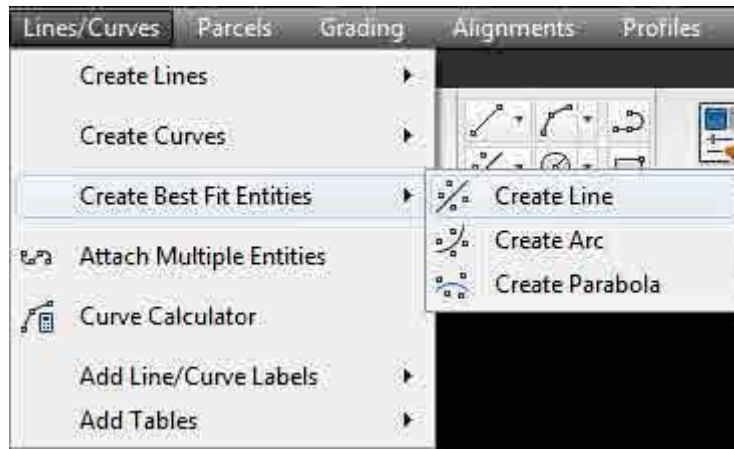 Lines/Curves Parcels Grading Alignments Profiles
Create Lines
Create Curves
Create Best Fit Entities
Create Line
Create Arc
Create Parabola
Attach Multiple Entities
Curve Calculator
Add Line/Curve Labels
Add Tables